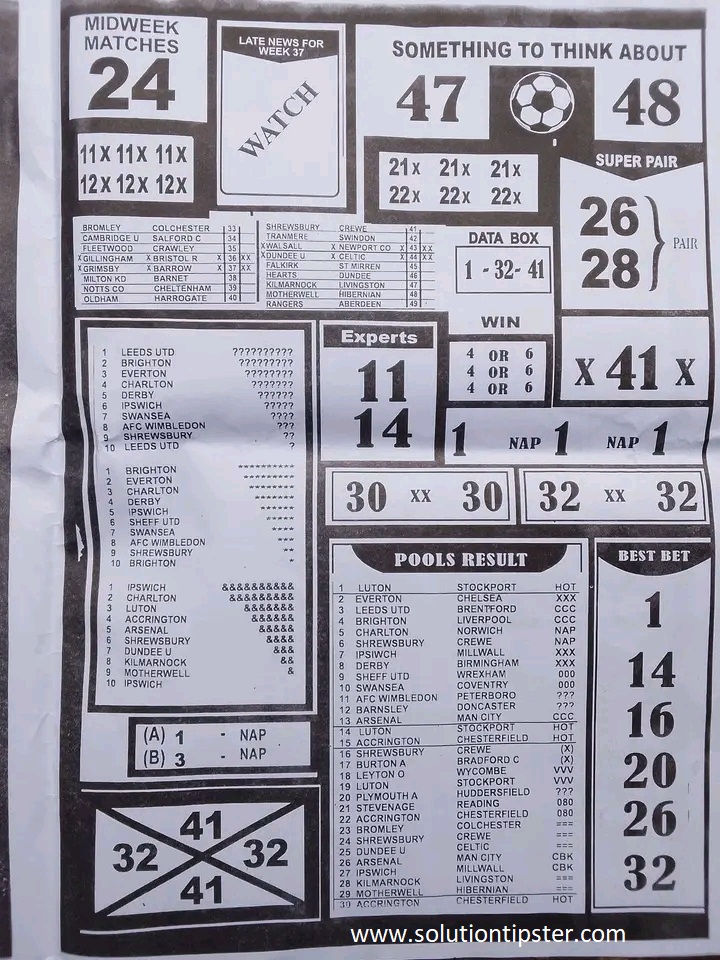 MIDWEEK
MATCHES
24
LATE NEWS FOR
WEEK 37
WATCH
SOMETHING TO THINK ABOUT
47 48
11x 11x 11x
12x 12x 12x
21x 21x 21x
22x 22x 22x
SUPER PAIR
26
28
PAIR
BROMLEY COLCHESTER 33
CAMBRIDGE U SALFORD C 34
FLEETWOOD CRAWLEY 35
X GILLINGHAM X BRISTOL R X 36 XX
X GRIMSBY X BARROW X 37 XX
MILTON KD BARNET 38
NOTTS CO CHELTENHAM 39
OLDHAM HARROGATE 40
SHREWSBURY CREWE 41
TRANMERE SWINDON 42
X WALSALL X NEWPORT CO X 43 XX
X DUNDEE U X CELTIC X 44 XX
FALKIRK ST MIRREN 45
HEARTS DUNDEE 46
KILMARNOCK LIVINGSTON 47
MOTHERWELL HIBERNIAN 48
RANGERS ABERDEEN 49
DATA BOX
1 - 32- 41
WIN
4 OR 6
4 OR 6
4 OR 6
X 41 X
Experts
11
14
1 NAP 1 NAP 1
30 xx 30
32 xx 32
1 LEEDS UTD ??????????
2 BRIGHTON ?????????
3 EVERTON ????????
4 CHARLTON ???????
5 DERBY ??????
6 IPSWICH ?????
7 SWANSEA ????
8 AFC WIMBLEDON ???
9 SHREWSBURY ??
10 LEEDS UTD ?
1 BRIGHTON **********
2 EVERTON *********
3 CHARLTON ********
4 DERBY *******
5 IPSWICH ******
6 SHEFF UTD *****
7 SWANSEA ****
8 AFC WIMBLEDON ***
9 SHREWSBURY **
10 BRIGHTON *
1 IPSWICH &&&&&&&&&&
2 CHARLTON &&&&&&&&&
3 LUTON &&&&&&&
4 ACCRINGTON &&&&&&
5 ARSENAL &&&&&
6 SHREWSBURY &&&&
7 DUNDEE U &&&
8 KILMARNOCK &&
9 MOTHERWELL &
10 IPSWICH
(A) 1 - NAP
(B) 3 - NAP
41
32 32
41
POOLS RESULT
1 LUTON STOCKPORT HOT
2 EVERTON CHELSEA XXX
3 LEEDS UTD BRENTFORD CCC
4 BRIGHTON LIVERPOOL CCC
5 CHARLTON NORWICH NAP
6 SHREWSBURY CREWE NAP
7 IPSIWCH MILLWALL XXX
8 DERBY BIRMINGHAM XXX
9 SHEFF UTD WREXHAM 000
10 SWANSEA COVENTRY 000
11 AFC WIMBLEDON PETERBORO ???
12 BARNSLEY DONCASTER ???
13 ARSENAL MAN CITY CCC
14 LUTON STOCKPORT HOT
15 ACCRINGTON CHESTERFIELD HOT
16 SHREWSBURY CREWE (X)
17 BURTON A BRADFORD C (X)
18 LEYTON O WYCOMBE VVV
19 LUTON STOCKPORT VVV
20 PLYMOUTH A HUDDERSFIELD ???
21 STEVENAGE READING 080
22 ACCRINGTON CHESTERFIELD 080
23 BROMLEY COLCHESTER ===
24 SHREWSBURY CREWE ===
25 DUNDEE U CELTIC ===
26 ARSENAL MAN CITY CBK
27 IPSWICH MILLWALL CBK
28 KILMARNOCK LIVINGSTON ===
29 MOTHERWELL HIBERNIAN ===
30 ACCRINGTON CHESTERFIELD HOT
BEST BET
1
14
16
20
26
32
www.solutiontipster.com